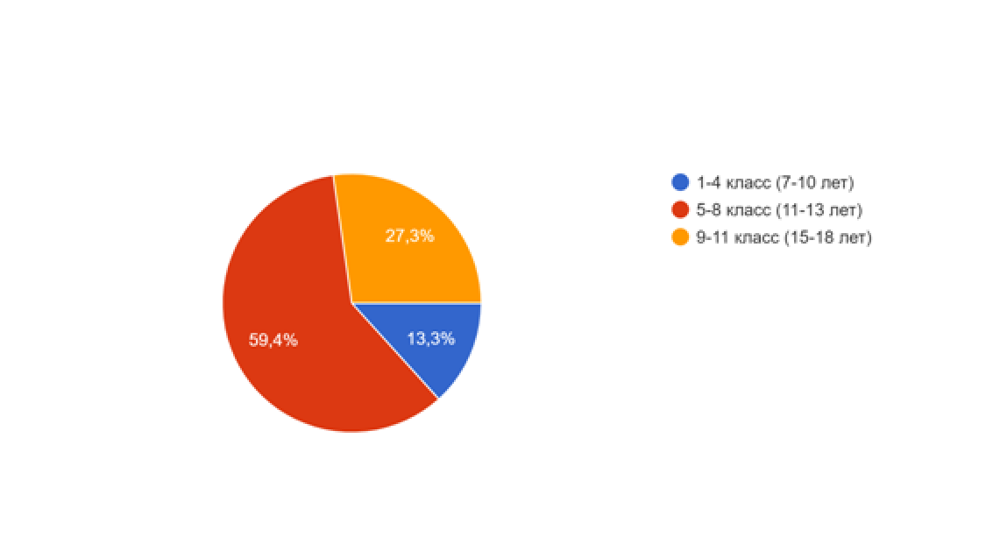 1-4 класс (7-10 лет)
5-8 класс (11-13 лет)
9-11 класс (15-18 лет)
27,3%
13,3%
59,4%